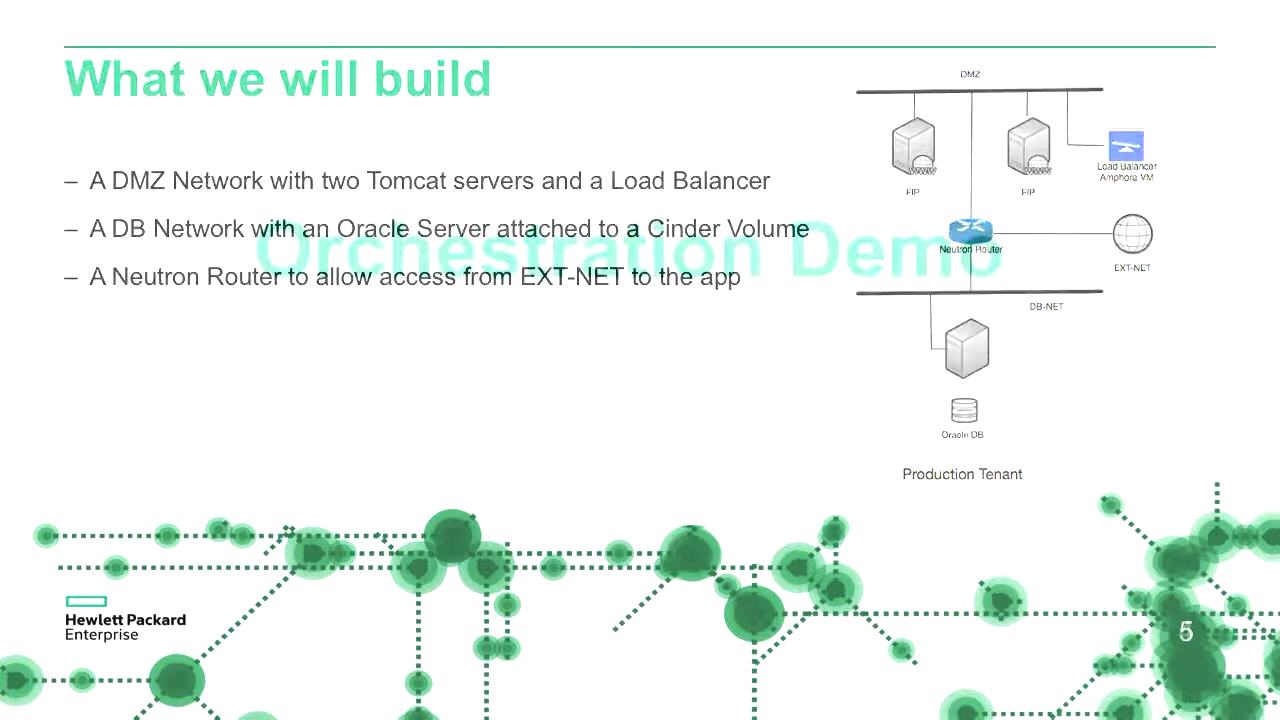 What we will build
– A DMZ Network with two Tomcat servers and a Load Balancer
– A DB Network with an Oracle Server attached to a Cinder Volume
– A Neutron Router to allow access from EXT-NET to the app
Orchestration Demo
DMZ
WWW
WWW
FIP
FIP
Load Balancer
Amphora VM
Neutron Router
EXT-NET
DB-NET
Oracle DB
Production Tenant
Hewlett Packard
Enterprise